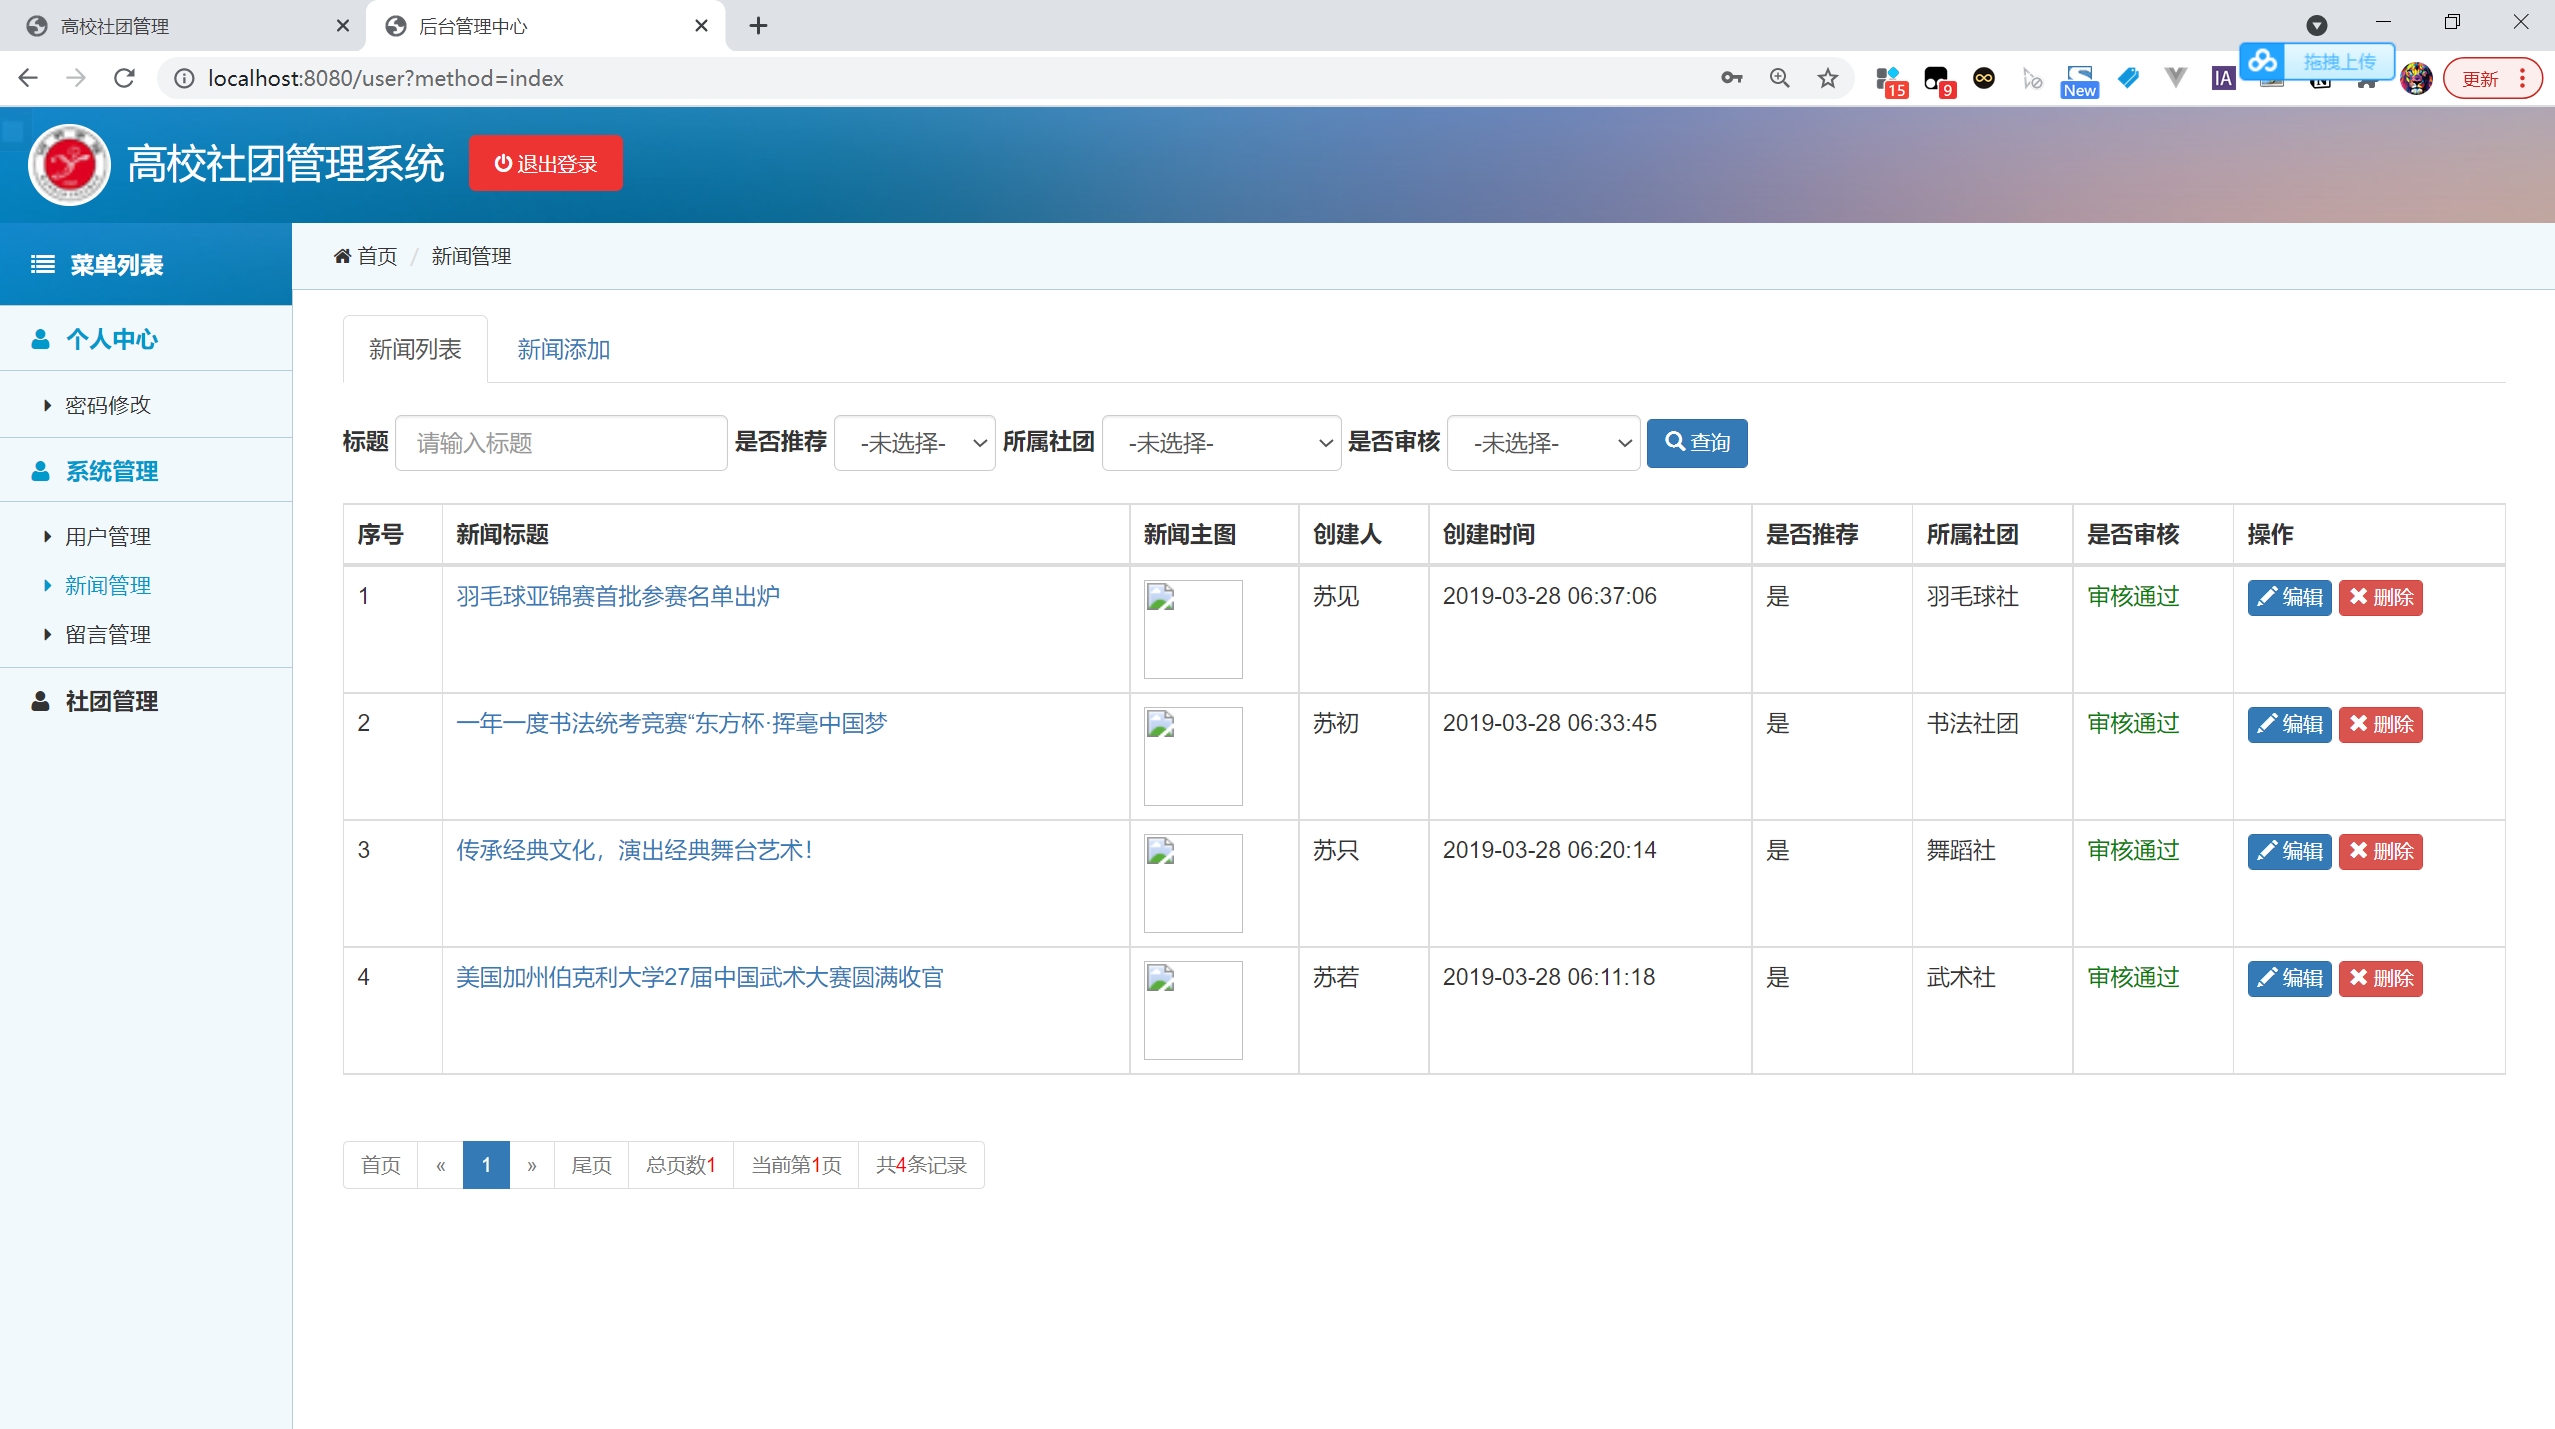 高校社团管理
后台管理中心
localhost:8080/user?method=index
15
9
New
IA
拖拽上传
更新
高校社团管理系统
退出登录
菜单列表
首页 / 新闻管理
个人中心
密码修改
系统管理
用户管理
新闻管理
留言管理
社团管理
新闻列表
新闻添加
标题 请输入标题 是否推荐 -未选择- 所属社团 -未选择- 是否审核 -未选择- 查询
序号 新闻标题 新闻主图 创建人 创建时间 是否推荐 所属社团 是否审核 操作
1 羽毛球亚锦赛首批参赛名单出炉 苏见 2019-03-28 06:37:06 是 羽毛球社 审核通过 编辑 删除
2 一年一度书法统考竞赛“东方杯·挥毫中国梦 苏初 2019-03-28 06:33:45 是 书法社团 审核通过 编辑 删除
3 传承经典文化，演出经典舞台艺术！ 苏只 2019-03-28 06:20:14 是 舞蹈社 审核通过 编辑 删除
4 美国加州伯克利大学27届中国武术大赛圆满收官 苏若 2019-03-28 06:11:18 是 武术社 审核通过 编辑 删除
首页 « 1 » 尾页 总页数1 当前第1页 共4条记录